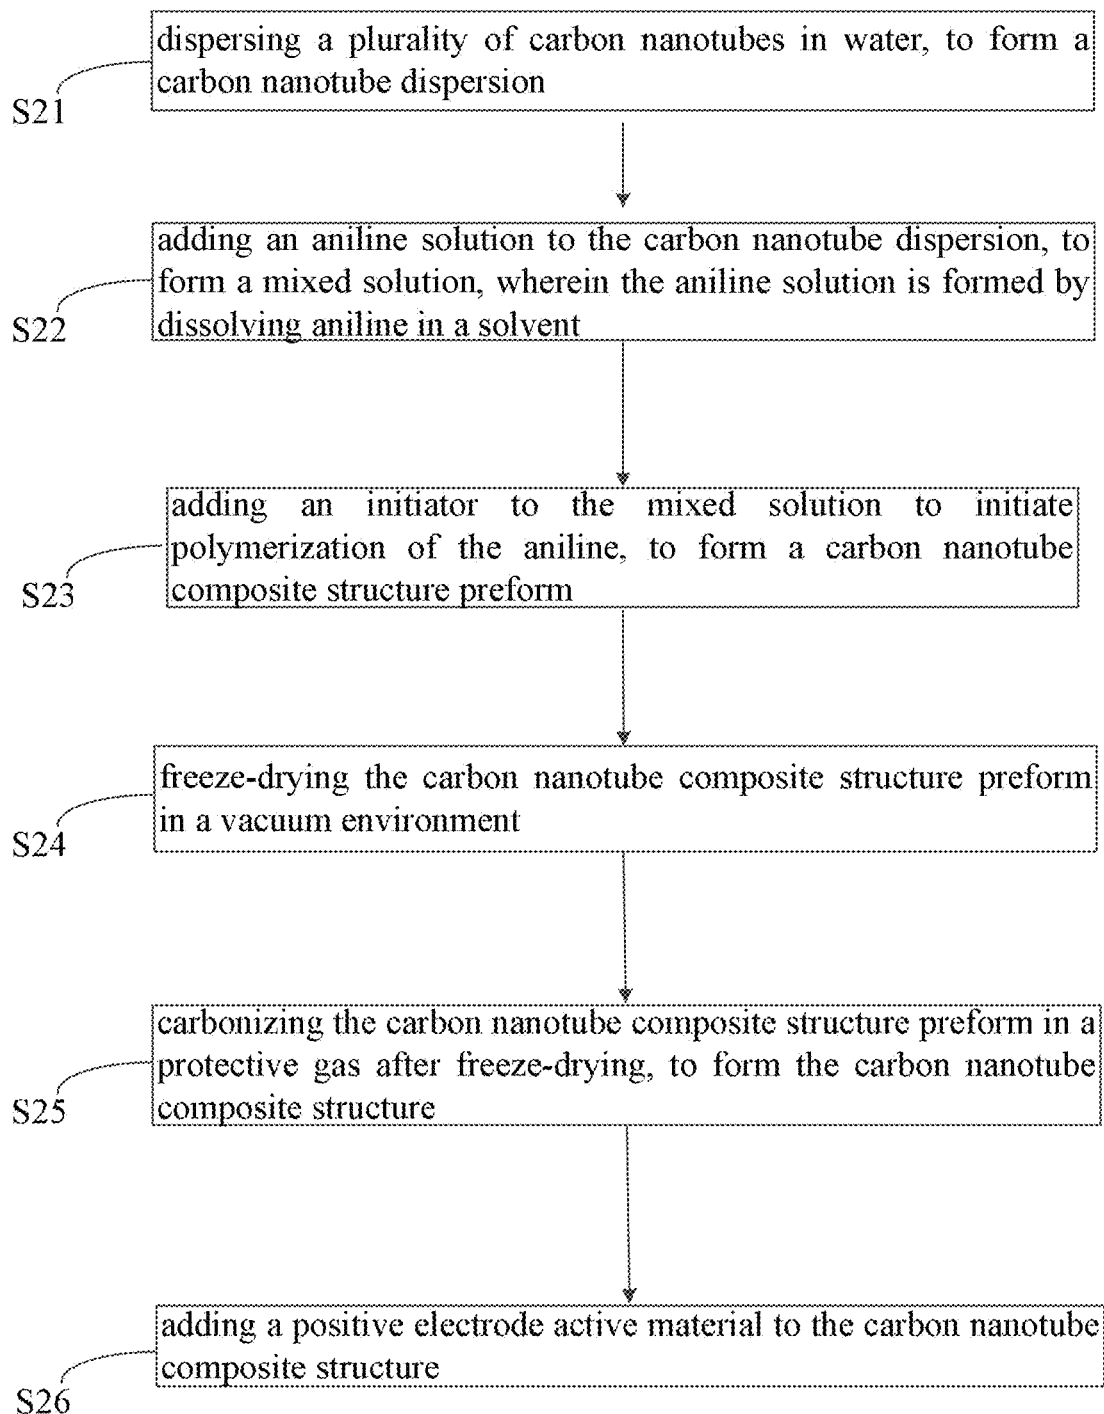 dispersing a plurality of carbon nanotubes in water, to form a
carbon nanotube dispersion
S21
adding an aniline solution to the carbon nanotube dispersion, to
form a mixed solution, wherein the aniline solution is formed by
dissolving aniline in a solvent
S22
adding an initiator to the mixed solution to initiate
polymerization of the aniline, to form a carbon nanotube
composite structure preform
S23
freeze-drying the carbon nanotube composite structure preform
in a vacuum environment
S24
carbonizing the carbon nanotube composite structure preform in a
protective gas after freeze-drying, to form the carbon nanotube
composite structure
S25
adding a positive electrode active material to the carbon nanotube
composite structure
S26